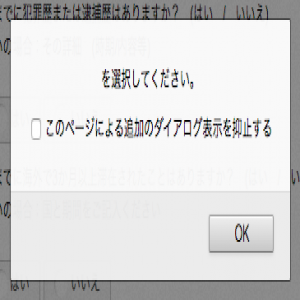 までに犯罪歴または逮捕歴はありますか? (はい / いいえ)
を選択してください。
このページによる追加のダイアログ表示を抑止する
OK
はい いいえ